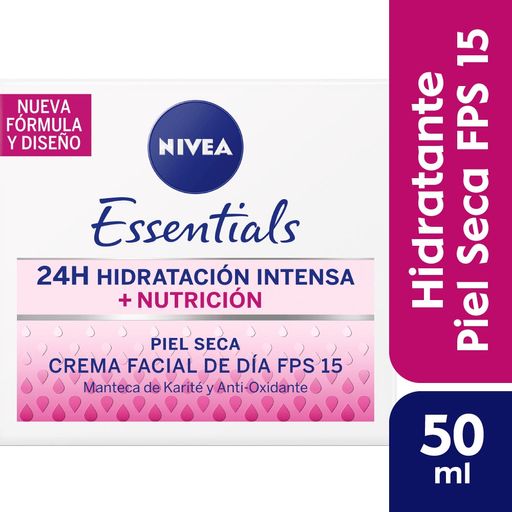 NUEVA
FÓRMULA
Y DISEÑO
NIVEA
Essentials
24H HIDRATACIÓN INTENSA
+ NUTRICIÓN
PIEL SECA
CREMA FACIAL DE DÍA FPS 15
Manteca de Karité y Anti-Oxidante
Hidratante
Piel Seca FPS 15
50
ml